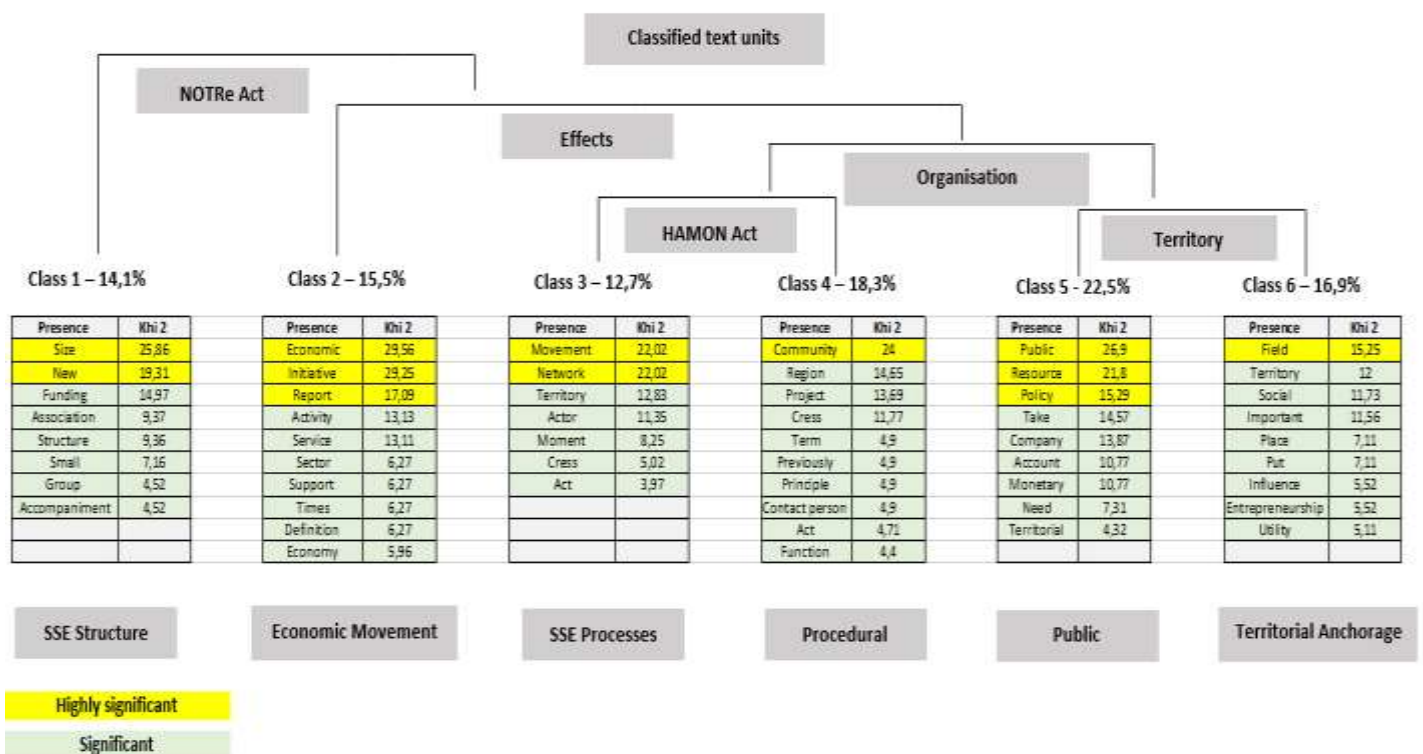 Classified text units
NOTRe Act
Effects
Organisation
HAMON Act
Territory
Class 1 – 14,1%
Class 2 – 15,5%
Class 3 – 12,7%
Class 4 – 18,3%
Class 5 - 22,5%
Class 6 – 16,9%
Presence Khi 2
Size 25,86
New 19,31
Funding 14,97
Association 9,37
Structure 9,36
Small 7,16
Group 4,52
Accompaniment 4,52
Presence Khi 2
Economic 29,56
Initiative 29,25
Report 17,09
Activity 13,13
Service 13,11
Sector 6,27
Support 6,27
Times 6,27
Definition 6,27
Economy 5,96
Presence Khi 2
Movement 22,02
Network 22,02
Territory 12,83
Actor 11,35
Moment 8,25
Cress 5,02
Act 3,97
Presence Khi 2
Community 24
Region 14,65
Project 13,69
Cress 11,77
Term 4,9
Previously 4,9
Principle 4,9
Contact person 4,9
Act 4,71
Function 4,4
Presence Khi 2
Public 26,9
Resource 21,8
Policy 15,29
Take 14,57
Company 13,87
Account 10,77
Monetary 10,77
Need 7,31
Territorial 4,32
Presence Khi 2
Field 15,25
Territory 12
Social 11,73
Important 11,56
Place 7,11
Put 7,11
Influence 5,52
Entrepreneurship 5,52
Utility 5,11
SSE Structure
Economic Movement
SSE Processes
Procedural
Public
Territorial Anchorage
Highly significant
Significant